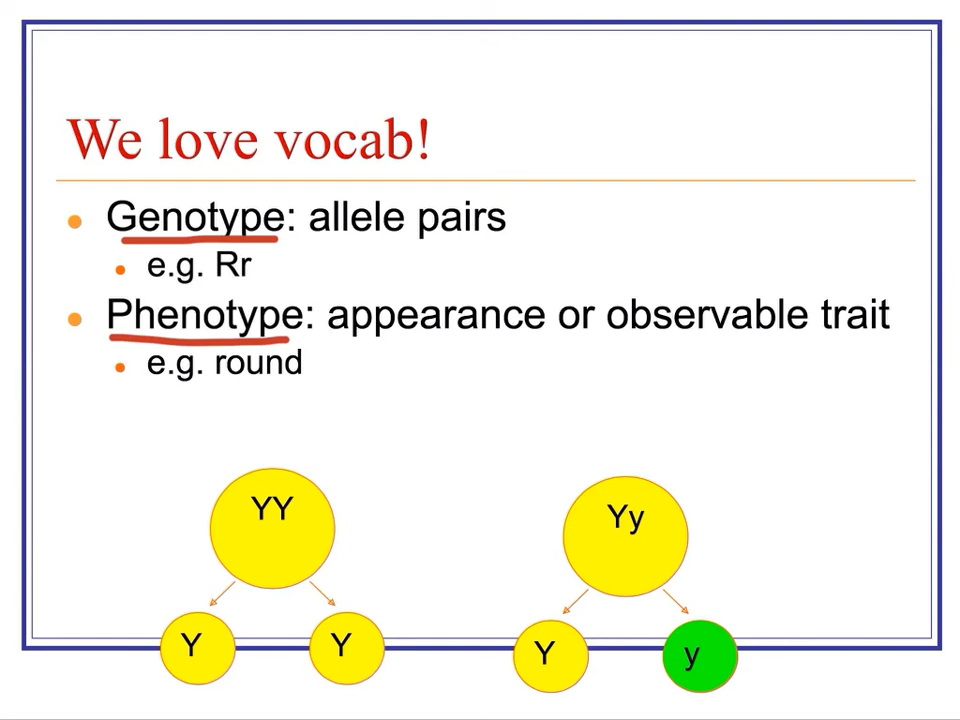 We love vocab!
Genotype: allele pairs
e.g. Rr
Phenotype: appearance or observable trait
e.g. round
YY
Yy
Y
Y
Y
y